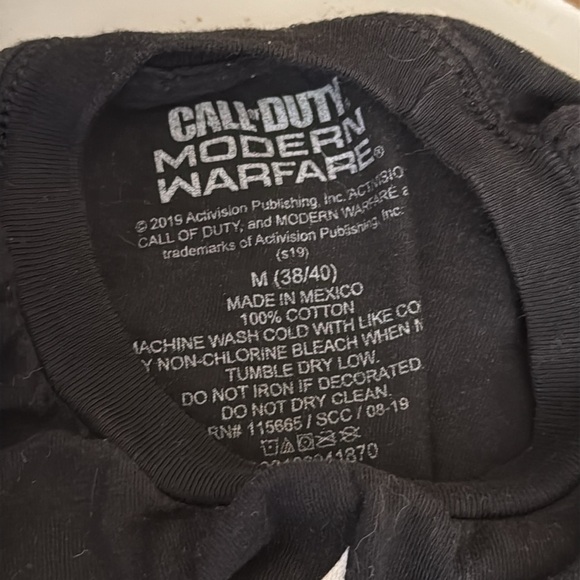 CALL OF DUTY
MODERN
WARFARE®
© 2019 Activision Publishing, Inc. ACTIVISIO
CALL OF DUTY, and MODERN WARFARE a
trademarks of Activision Publishing, Inc.
(S19)
M (38/40)
MADE IN MEXICO
100% COTTON
MACHINE WASH COLD WITH LIKE CO
Y NON-CHLORINE BLEACH WHEN N
TUMBLE DRY LOW.
DO NOT IRON IF DECORATED.
DO NOT DRY CLEAN.
RN# 115665 / SCC / 08-19